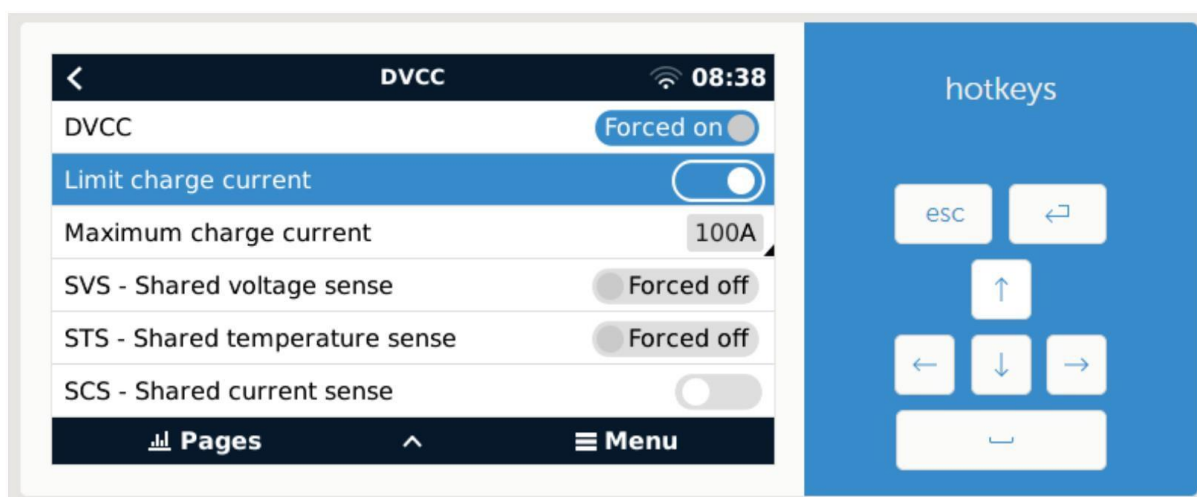 DVCC 08:38
DVCC Forced on
Limit charge current
Maximum charge current 100A
SVS - Shared voltage sense Forced off
STS - Shared temperature sense Forced off
SCS - Shared current sense
Pages Menu
hotkeys
esc